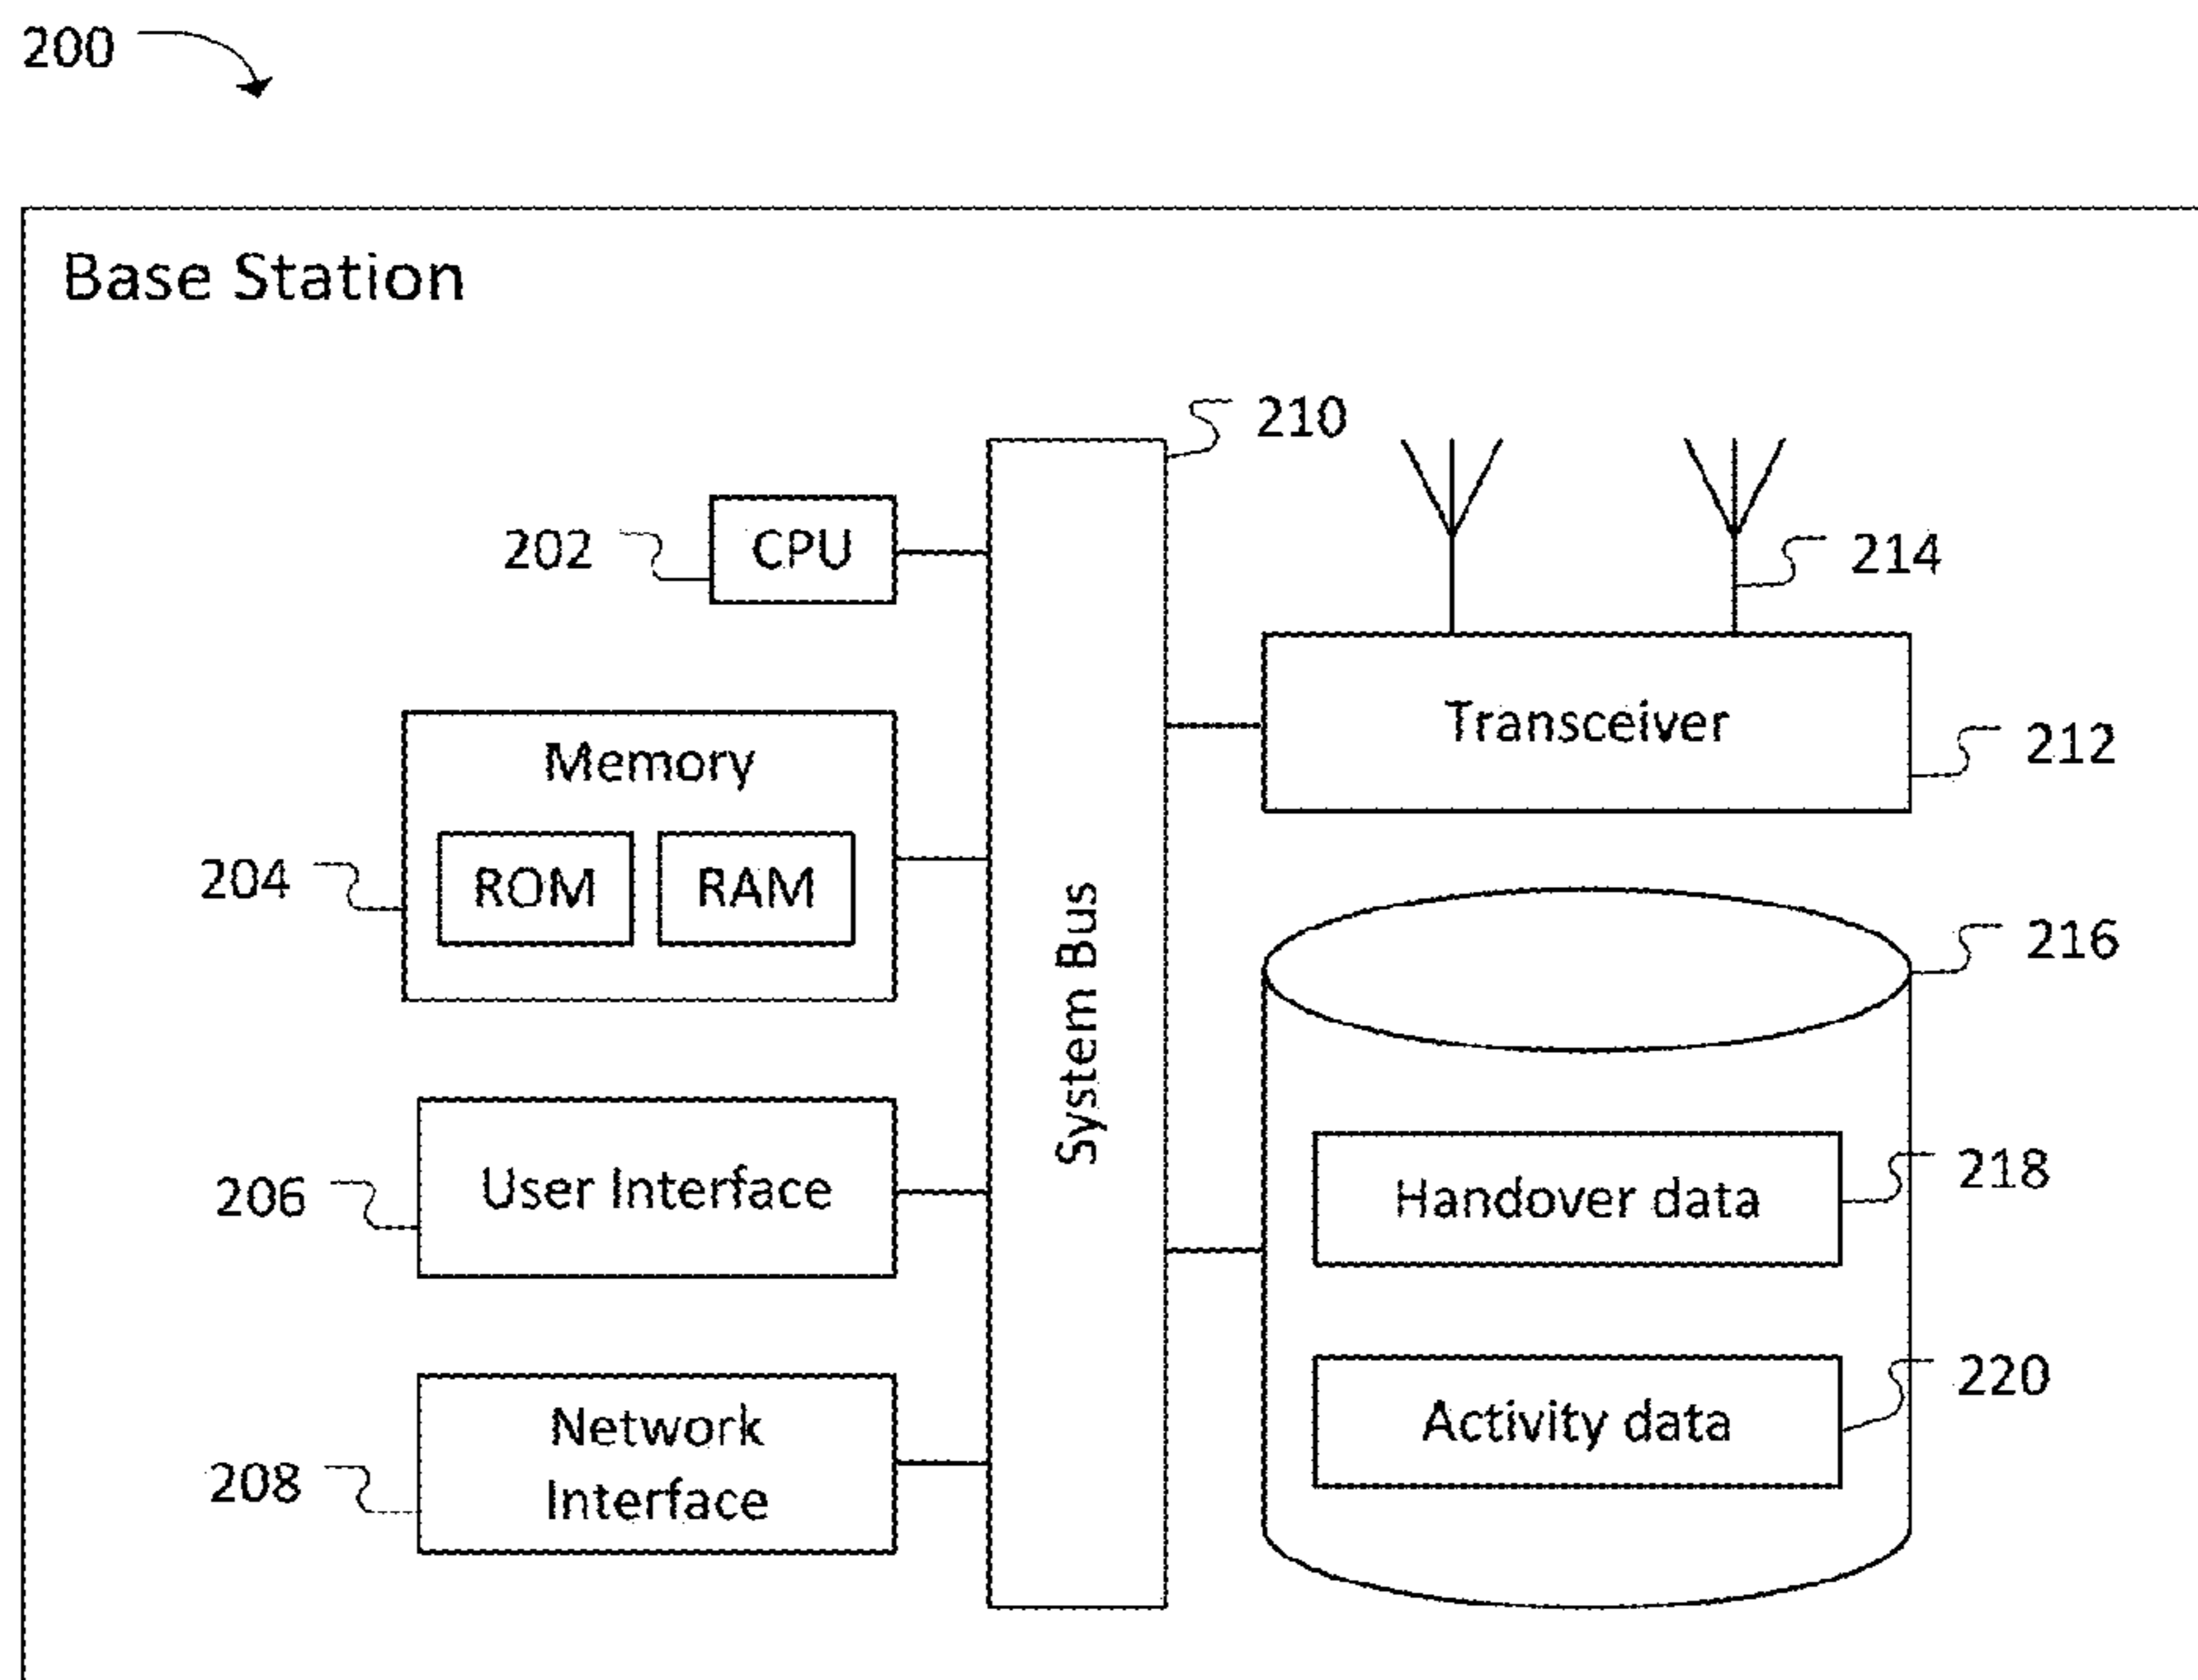 200
Base Station
210
202
CPU
214
Transceiver
212
Memory
204
ROM
RAM
System Bus
216
206
User Interface
Handover data
218
208
Network
Interface
Activity data
220